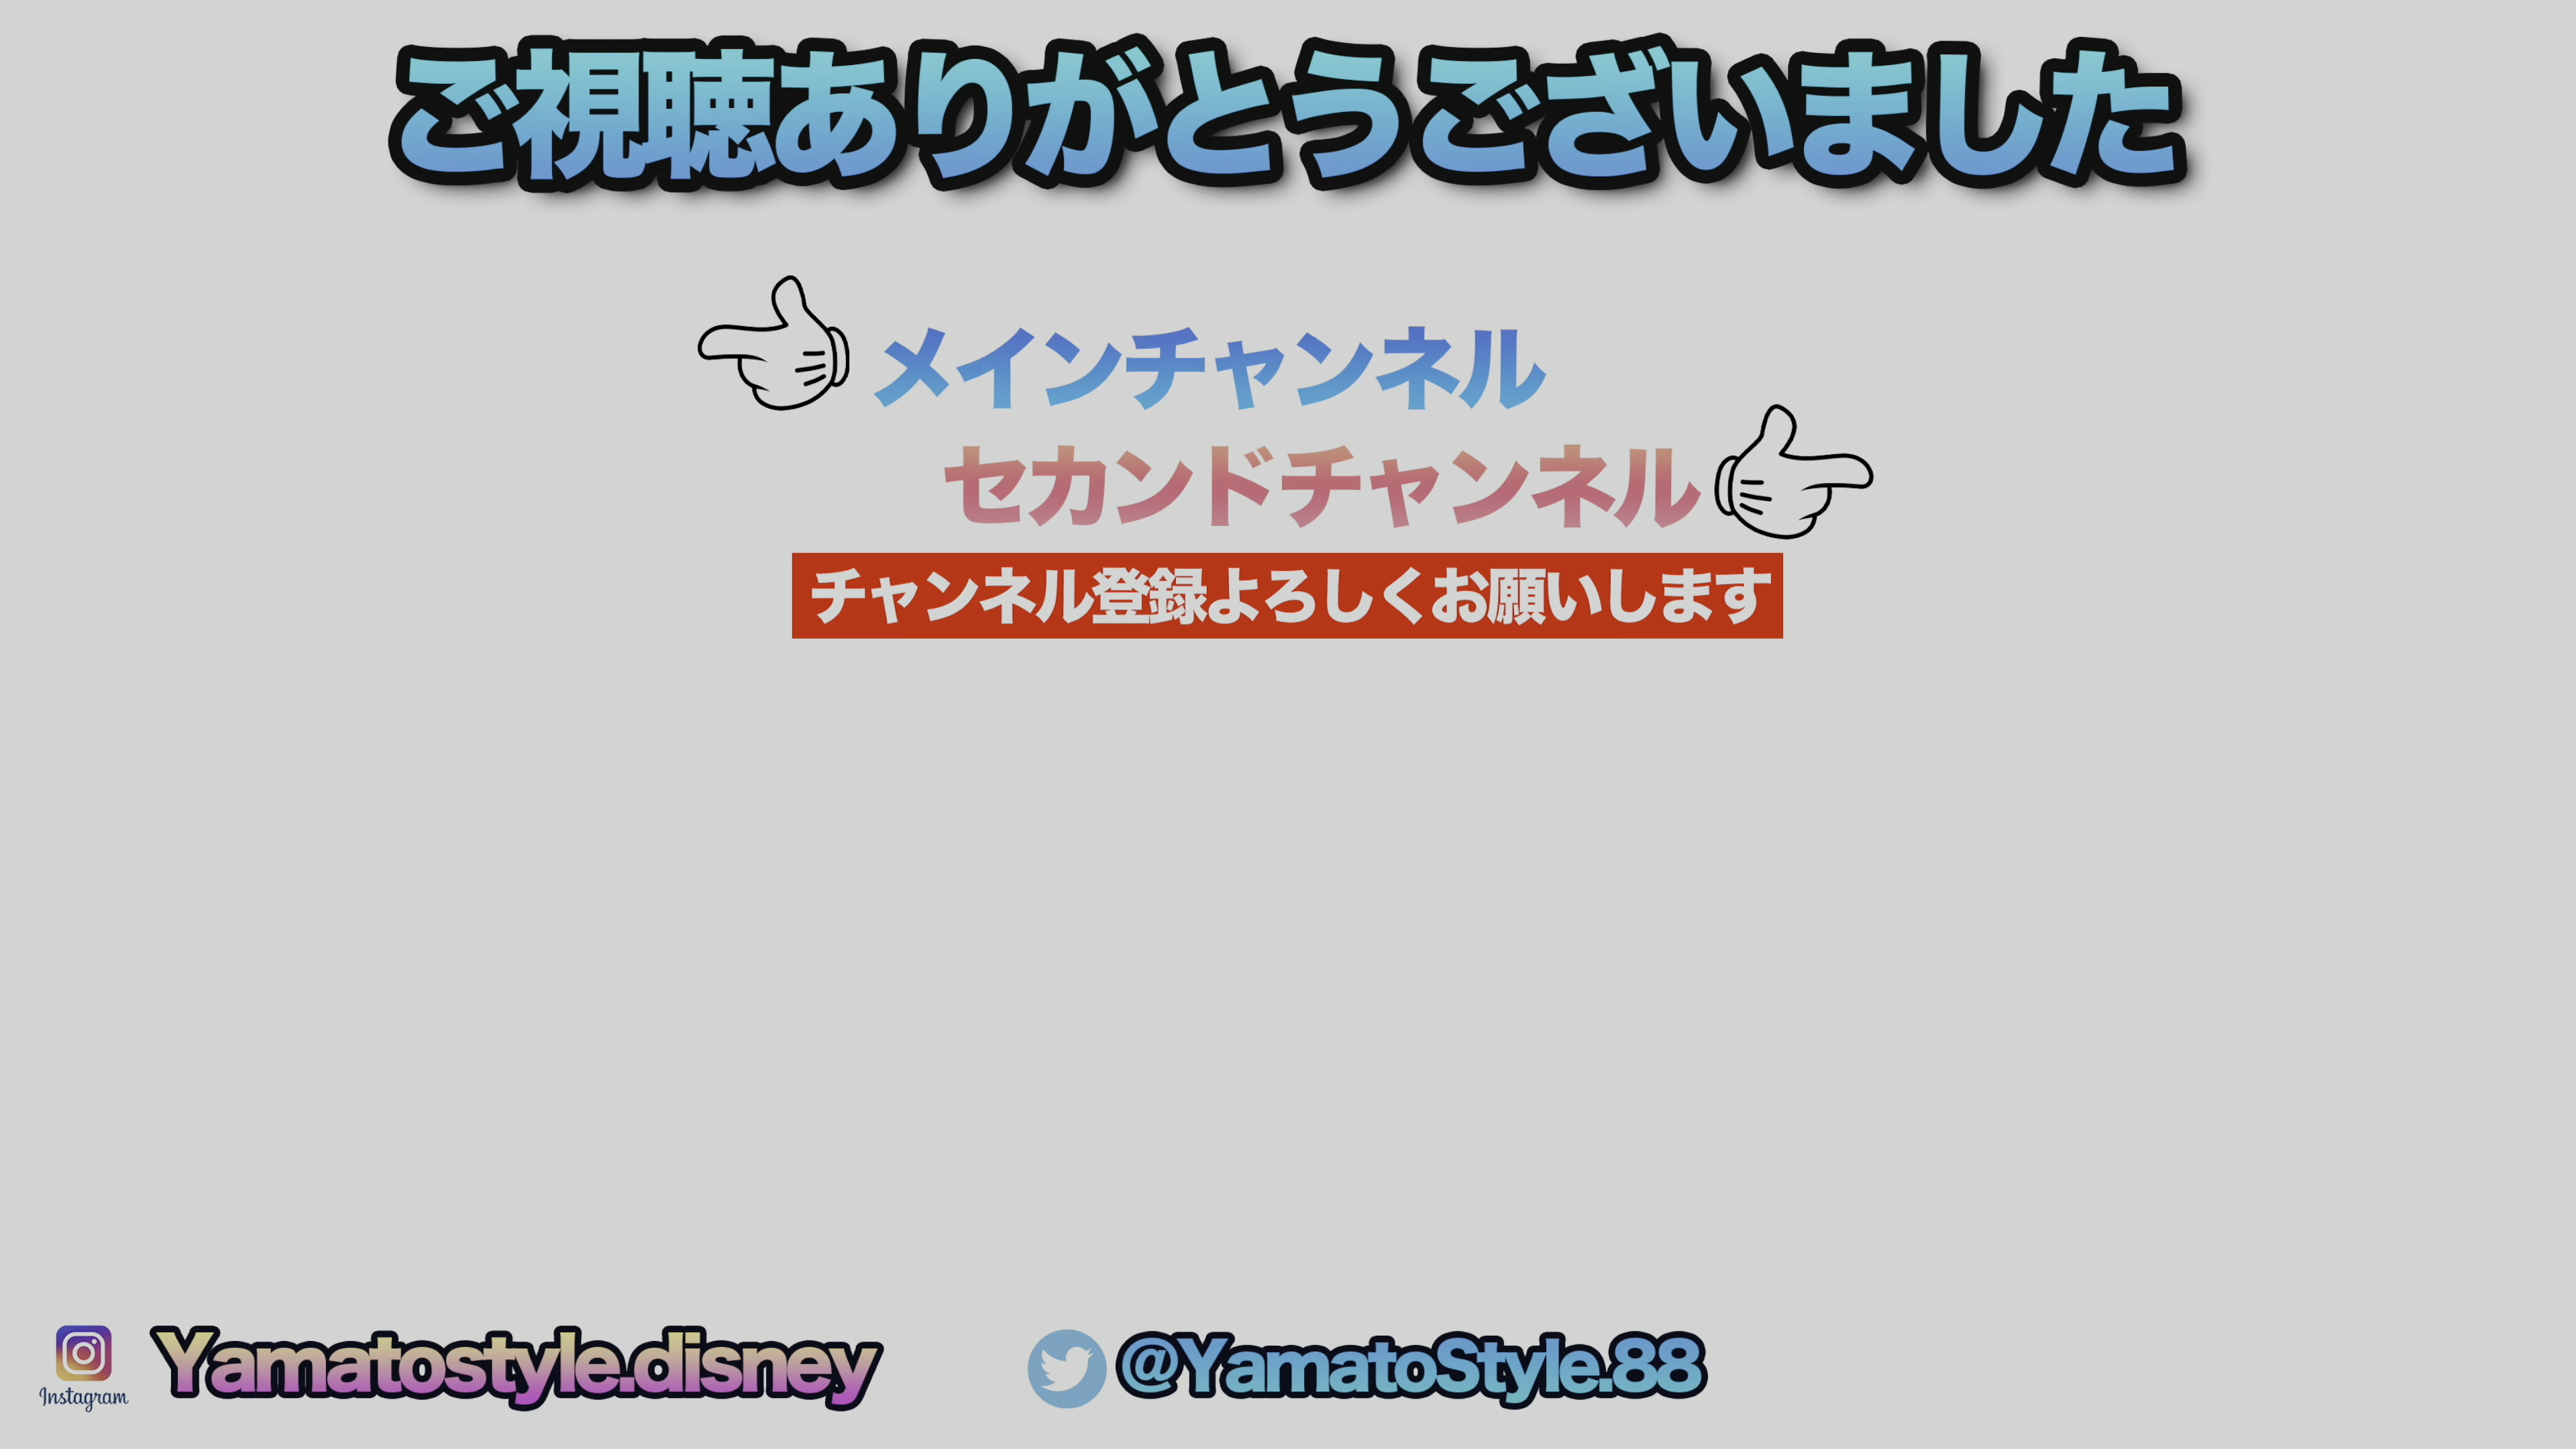 ご視聴ありがとうございました
メインチャンネル
セカンドチャンネル
チャンネル登録よろしくお願いします
Instagram
Yamatostyle.disney
@YamatoStyle.88